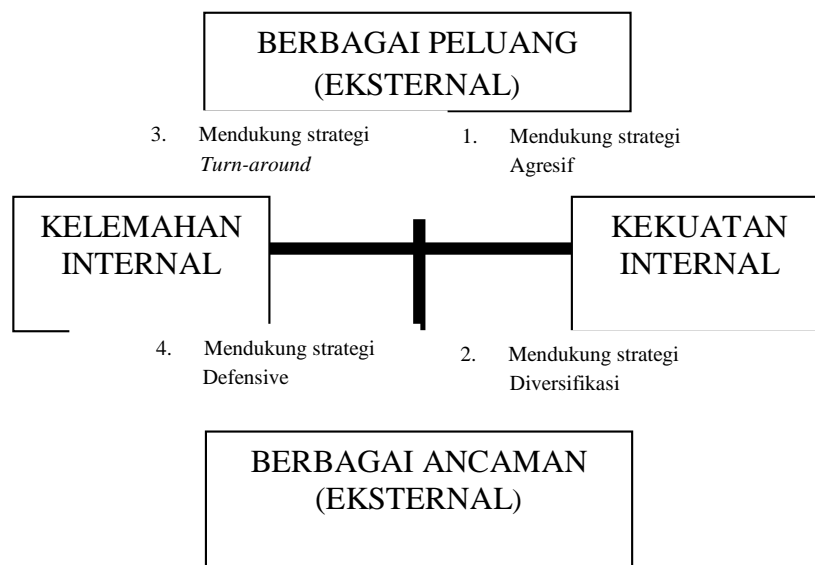 BERBAGAI PELUANG
(EKSTERNAL)
3. Mendukung strategi
Turn-around
1. Mendukung strategi
Agresif
KELEMAHAN
INTERNAL
KEKUATAN
INTERNAL
4. Mendukung strategi
Defensive
2. Mendukung strategi
Diversifikasi
BERBAGAI ANCAMAN
(EKSTERNAL)